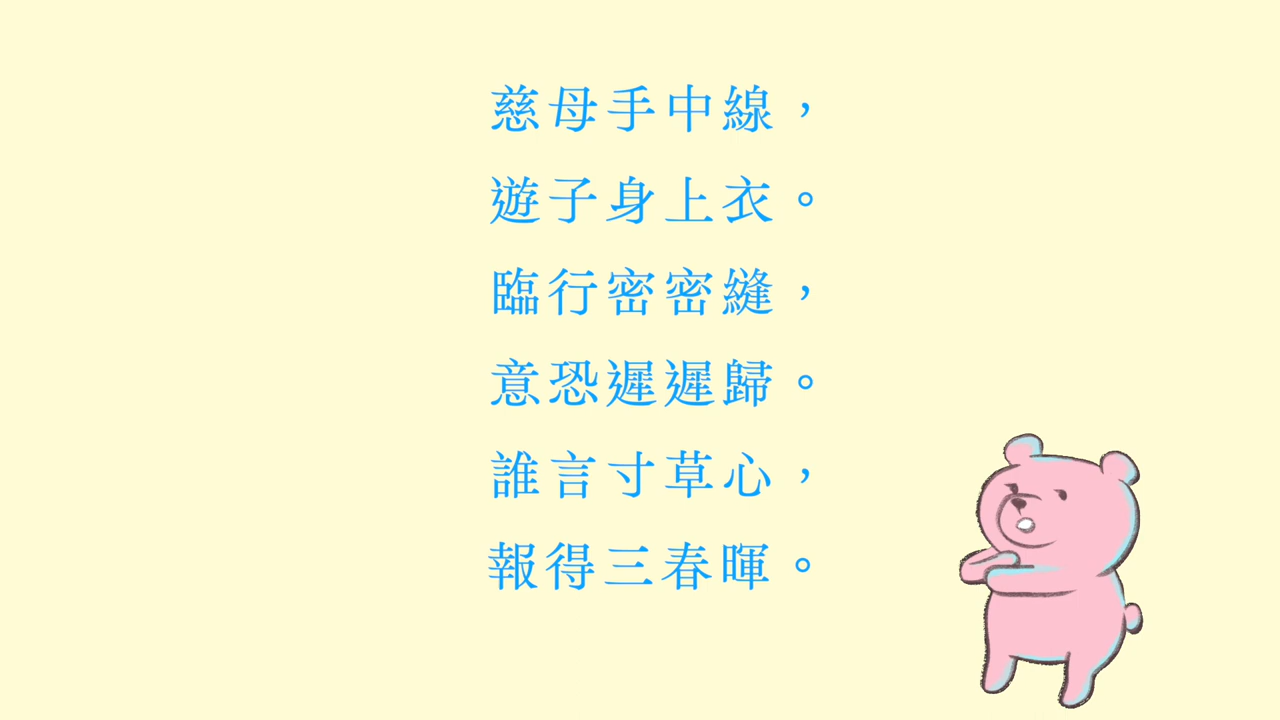 慈母手中線，
遊子身上衣。
臨行密密縫，
意恐遲遲歸。
誰言寸草心，
報得三春暉。